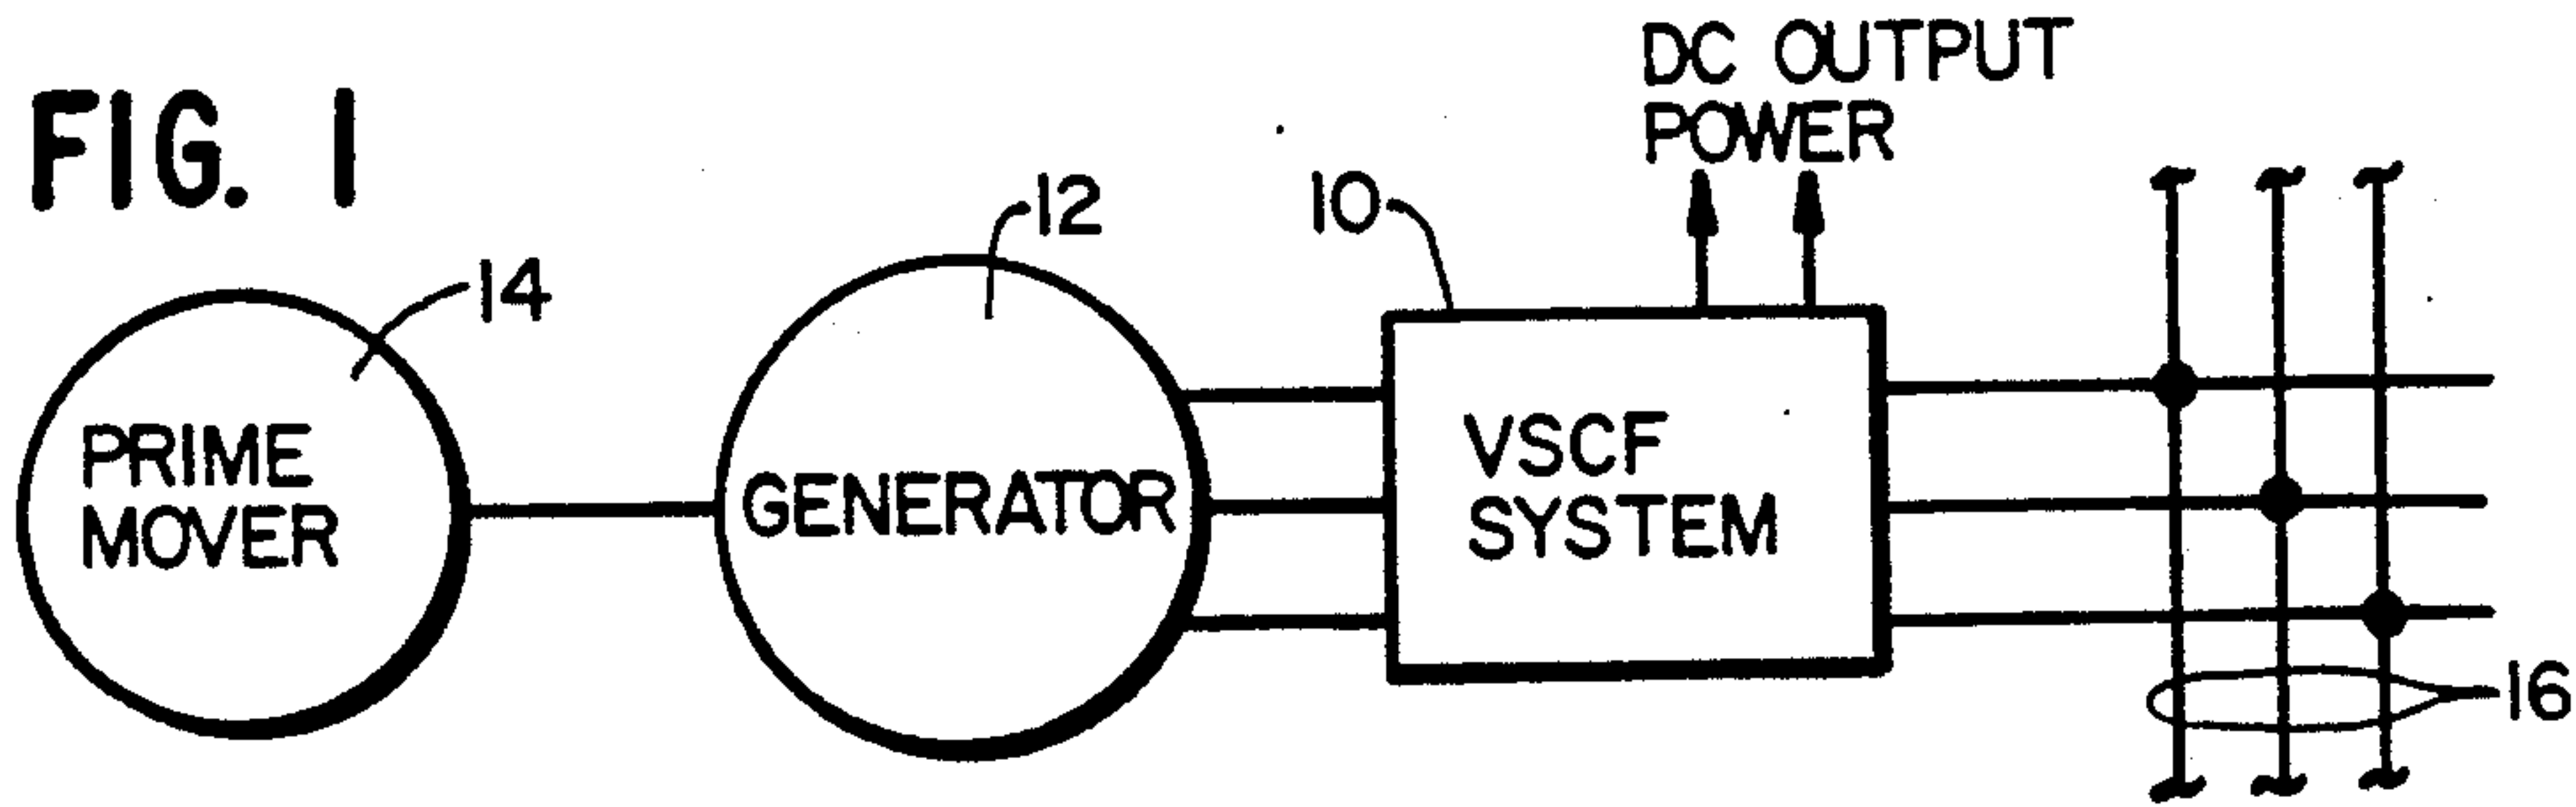 FIG. 1
DC OUTPUT
POWER
12
10
14
PRIME
MOVER
GENERATOR
VSCF
SYSTEM
16